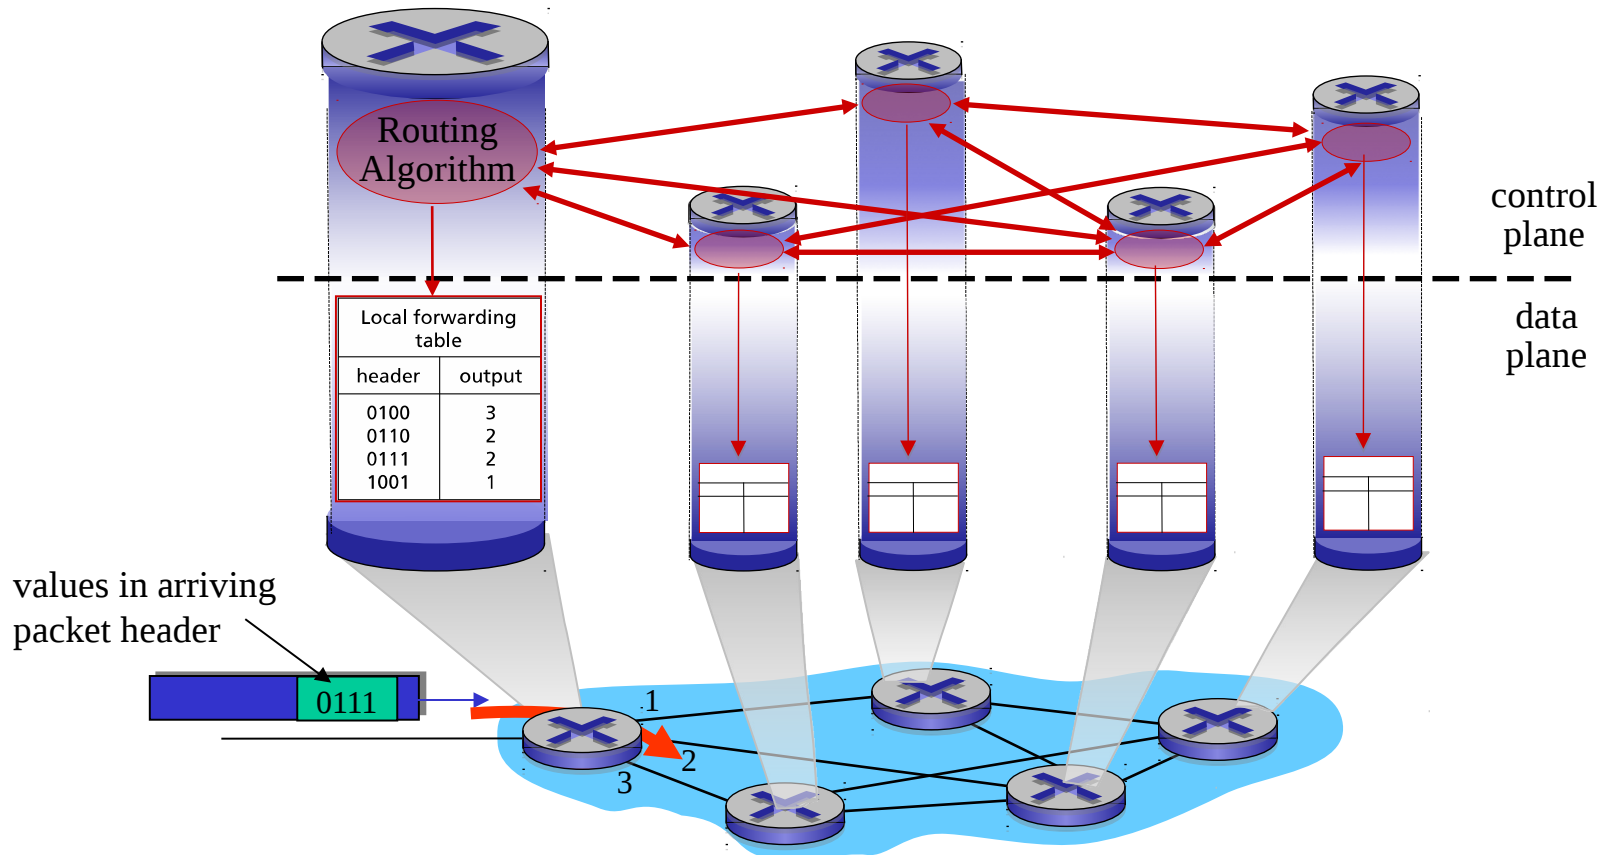 Routing
Algorithm
control
plane
data
plane
Local forwarding
table
header output
0100 3
0110 2
0111 2
1001 1
values in arriving
packet header
0111
1
2
3